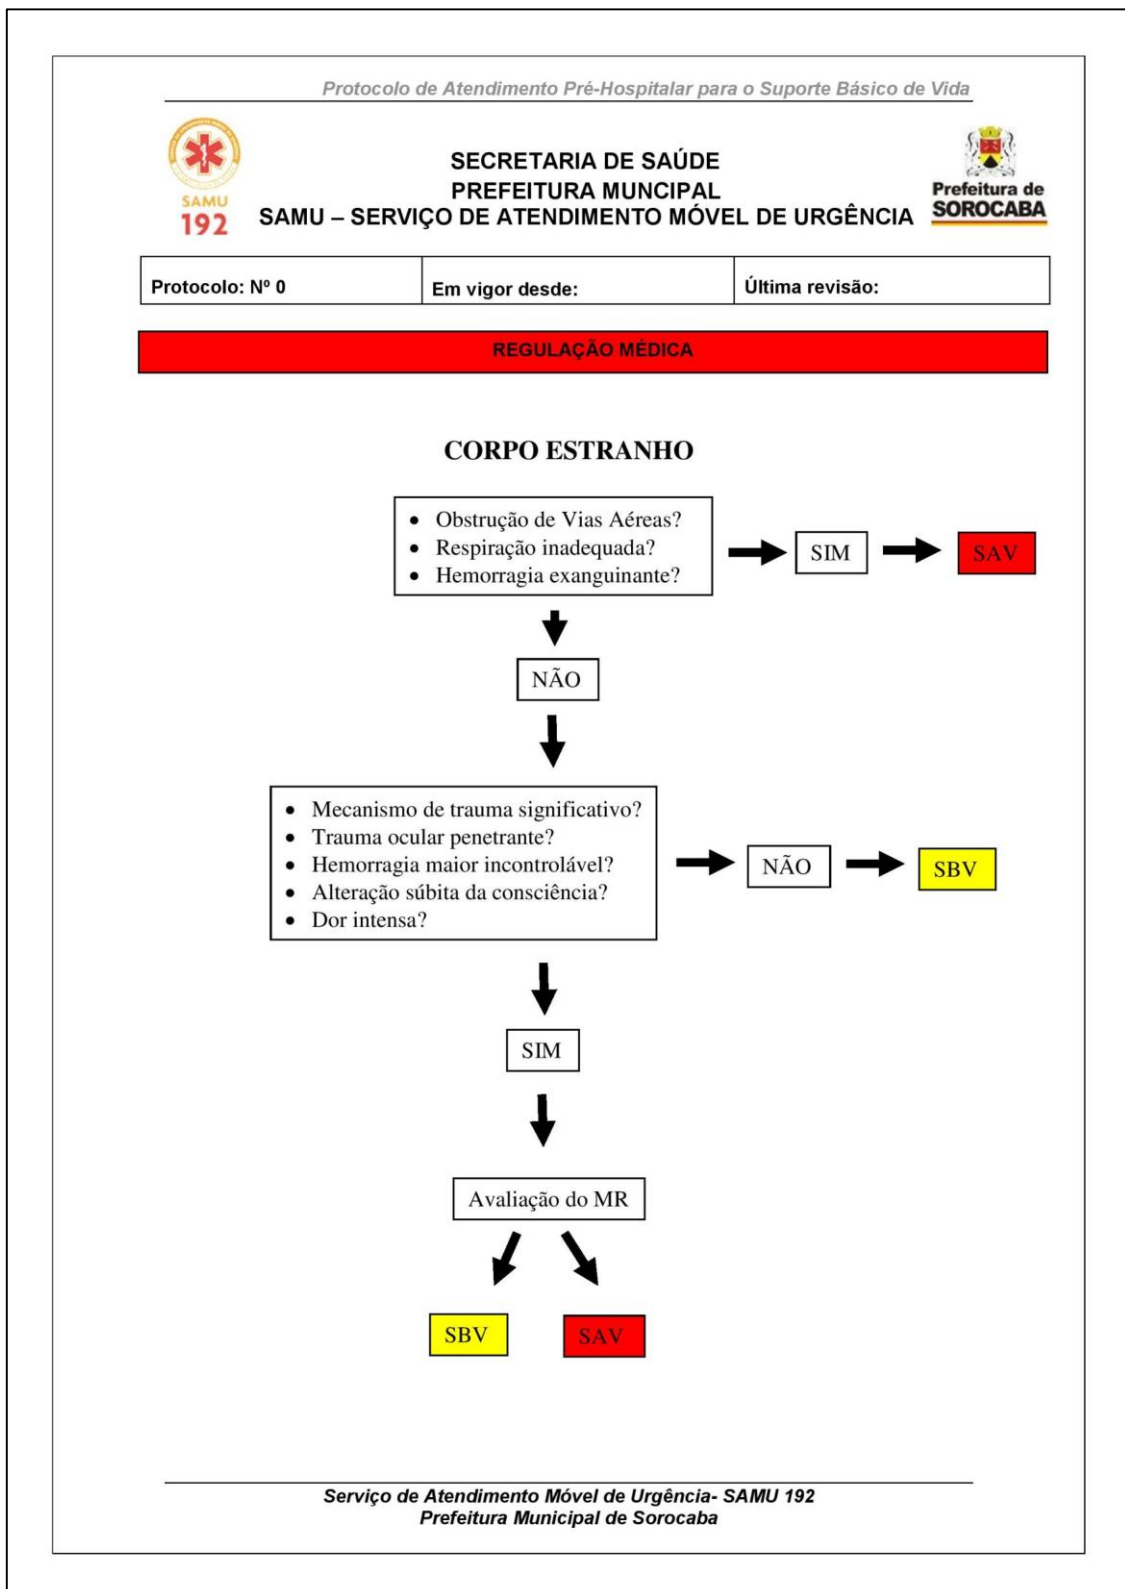 Protocolo de Atendimento Pré-Hospitalar para o Suporte Básico de Vida
SAMU
192
SECRETARIA DE SAÚDE
PREFEITURA MUNCIPAL
SAMU – SERVIÇO DE ATENDIMENTO MÓVEL DE URGÊNCIA
Prefeitura de
SOROCABA
Protocolo: Nº 0
Em vigor desde:
Última revisão:
REGULAÇÃO MÉDICA
CORPO ESTRANHO
• Obstrução de Vias Aéreas?
• Respiração inadequada?
• Hemorragia exanguinante?
SIM
SAV
NÃO
• Mecanismo de trauma significativo?
• Trauma ocular penetrante?
• Hemorragia maior incontrolável?
• Alteração súbita da consciência?
• Dor intensa?
NÃO
SBV
SIM
Avaliação do MR
SBV
SAV
Serviço de Atendimento Móvel de Urgência- SAMU 192
Prefeitura Municipal de Sorocaba